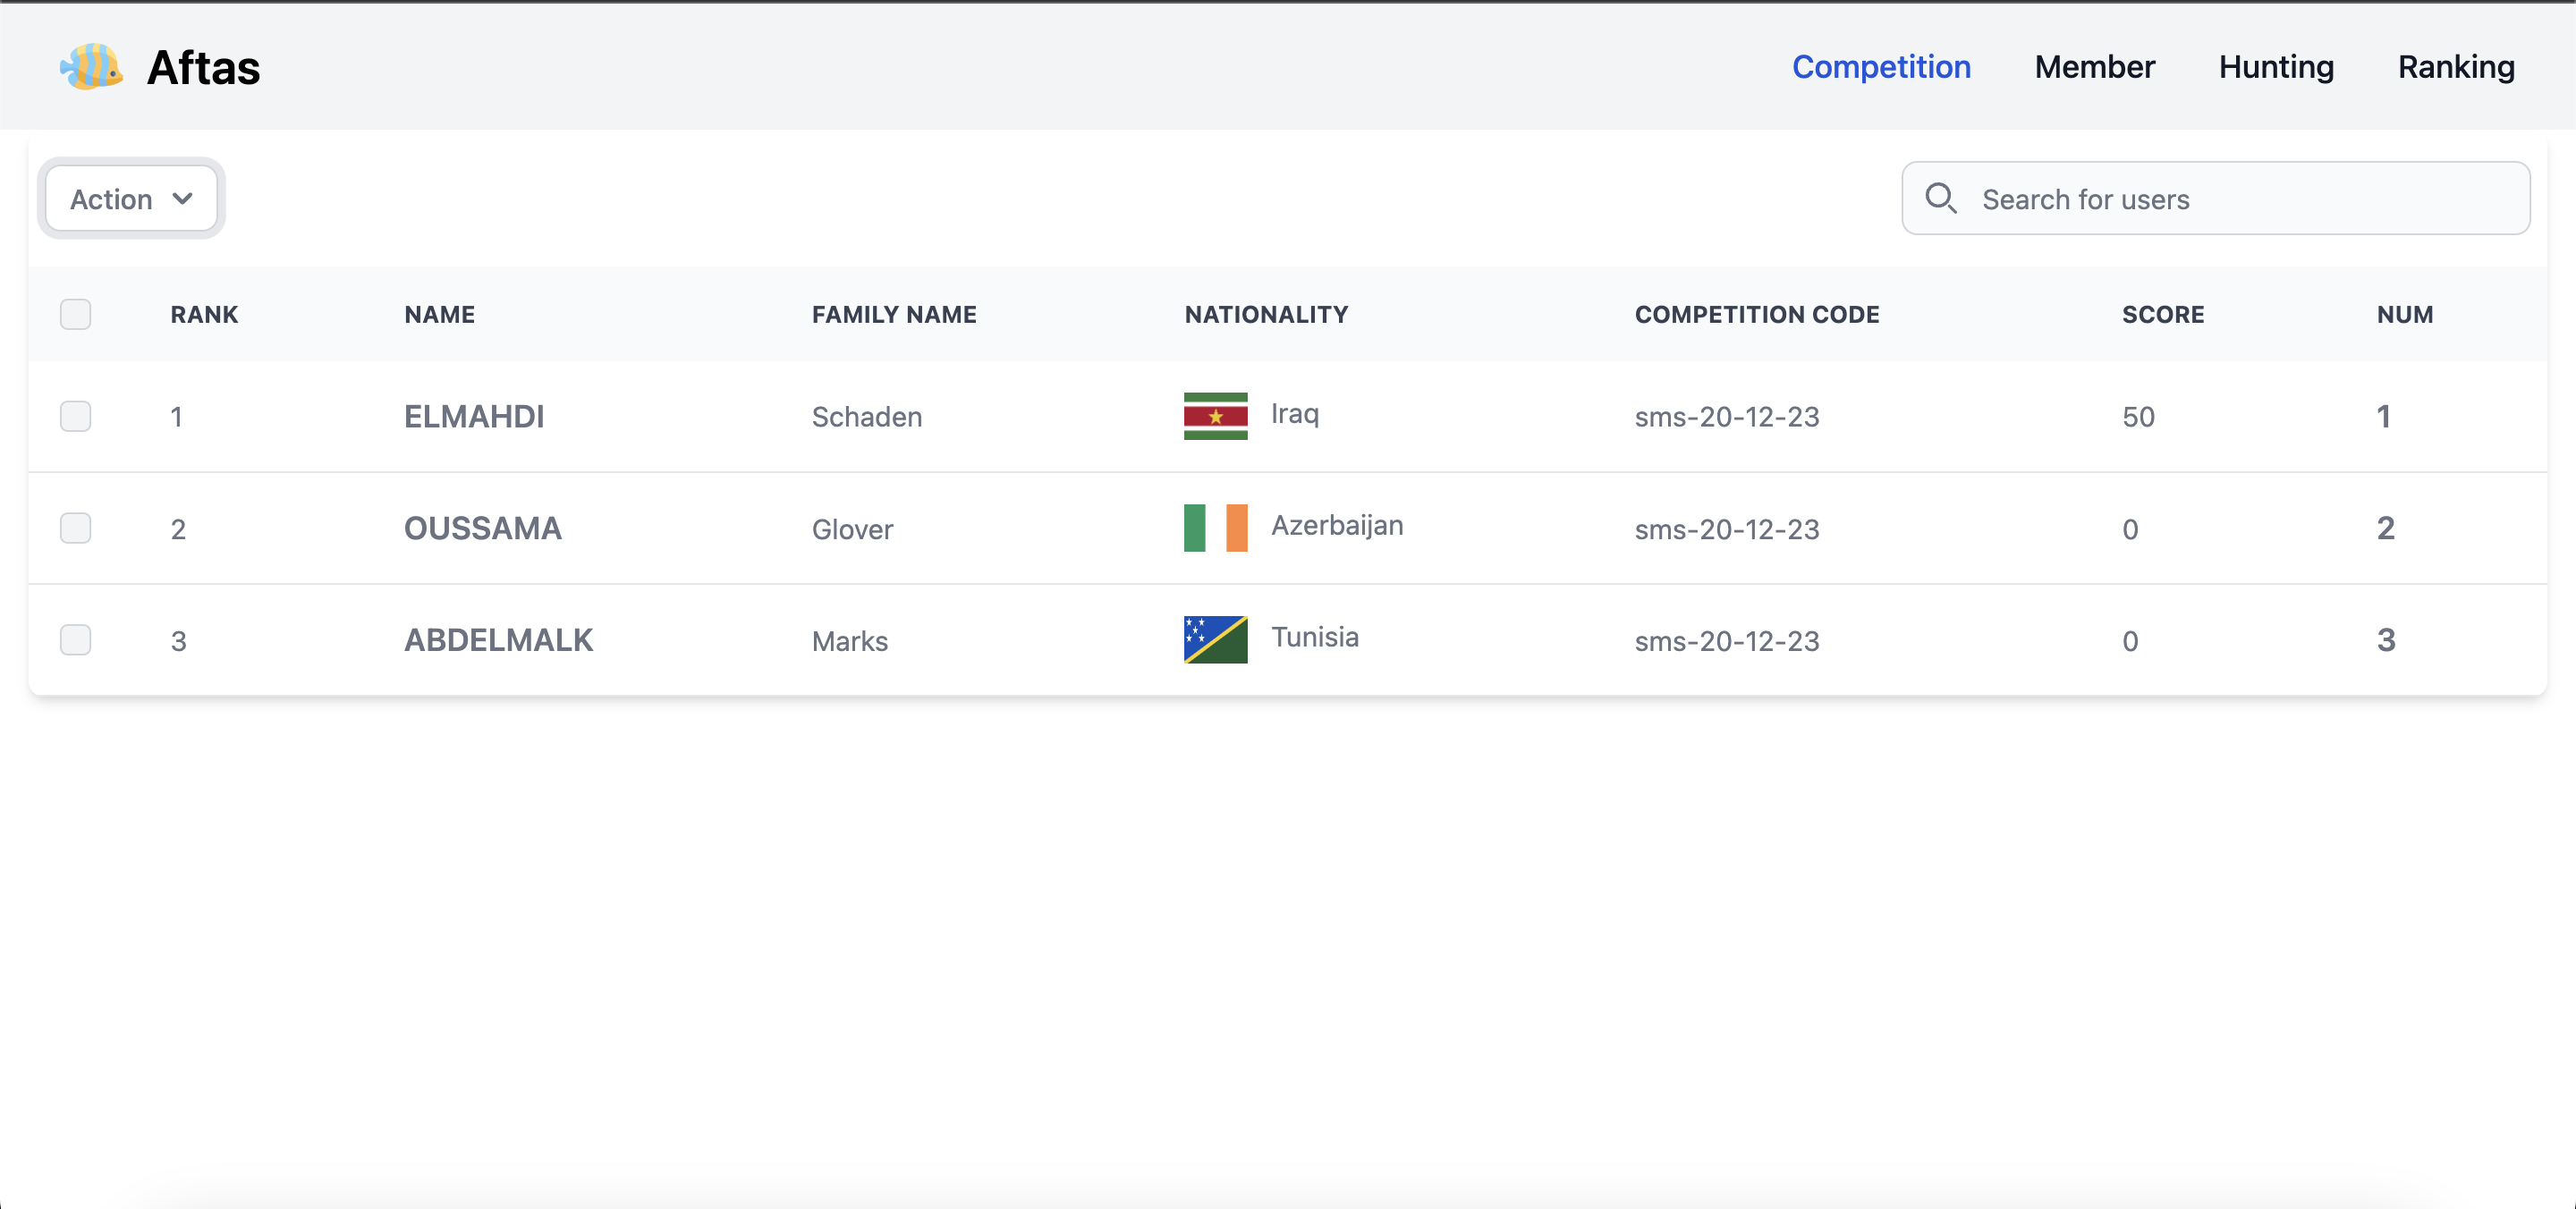 Aftas
Competition Member Hunting Ranking
Action
Search for users
RANK NAME FAMILY NAME NATIONALITY COMPETITION CODE SCORE NUM
1 ELMAHDI Schaden Iraq sms-20-12-23 50 1
2 OUSSAMA Glover Azerbaijan sms-20-12-23 0 2
3 ABDELMALK Marks Tunisia sms-20-12-23 0 3